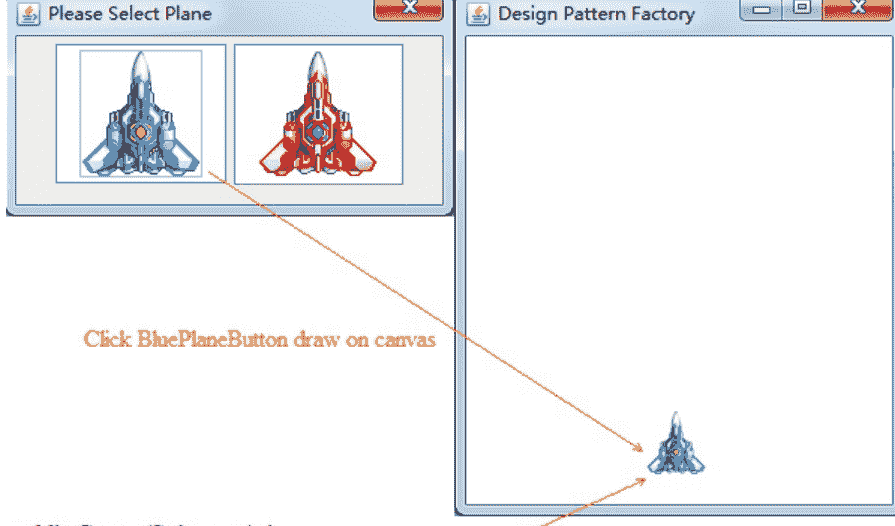 Please Select Plane
Design Pattern Factory
Click BluePlaneButton draw on canvas